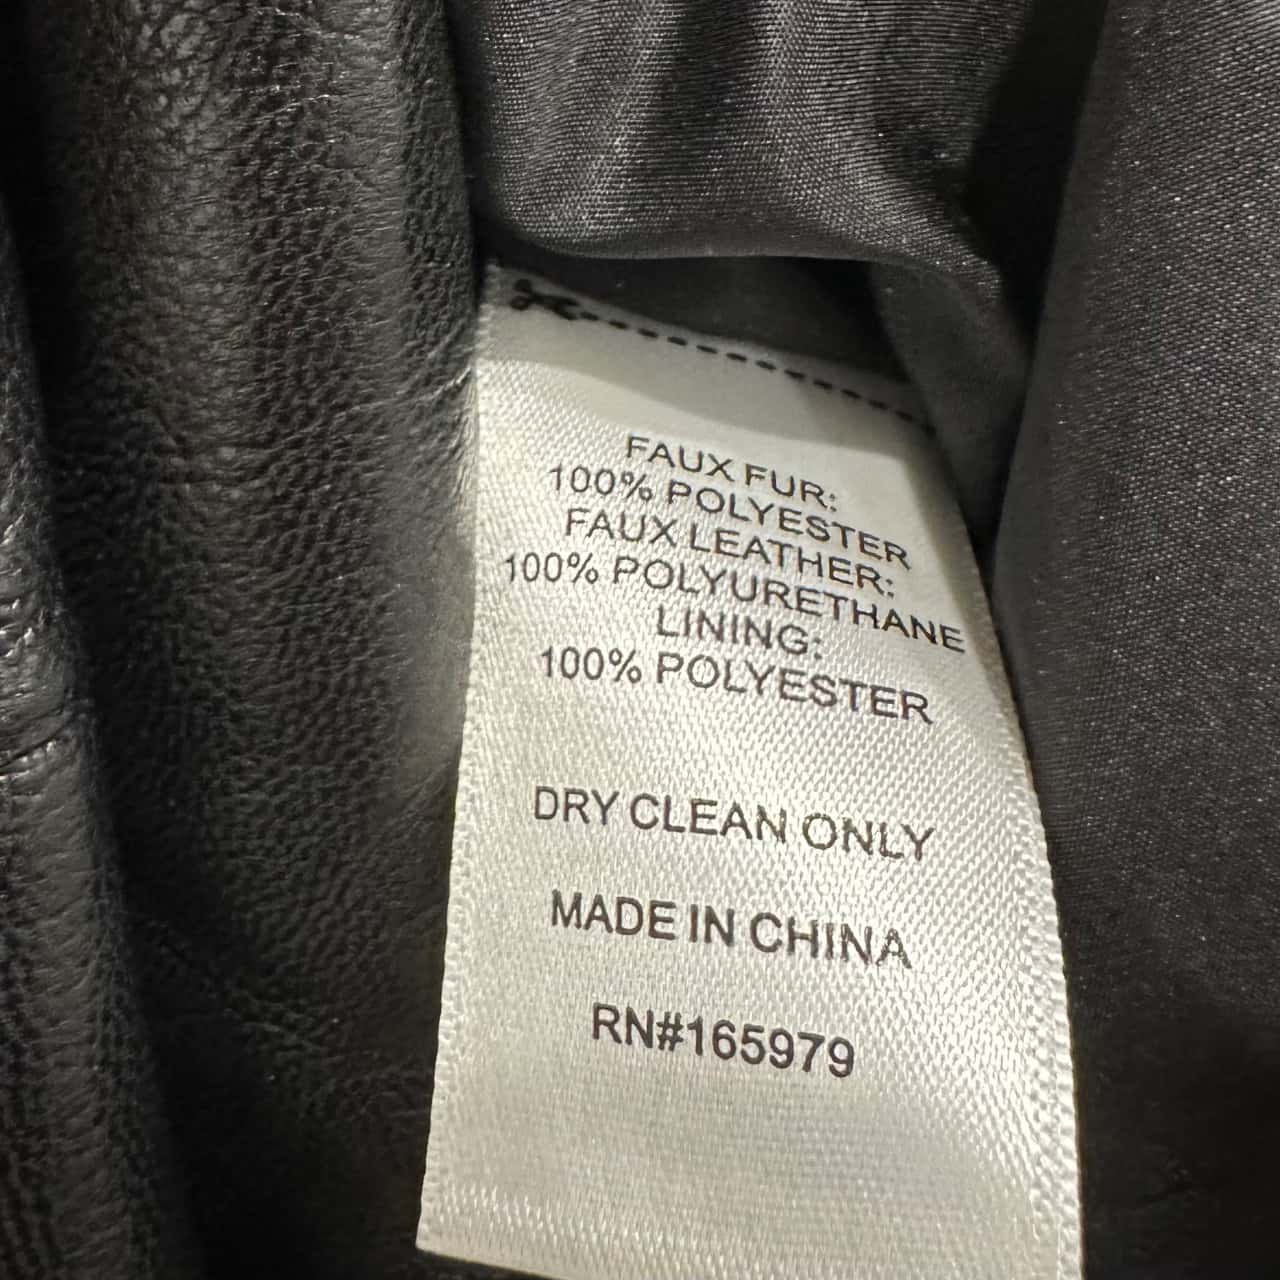 FAUX FUR:
100% POLYESTER
FAUX LEATHER:
100% POLYURETHANE
LINING:
100% POLYESTER
DRY CLEAN ONLY
MADE IN CHINA
RN#165979